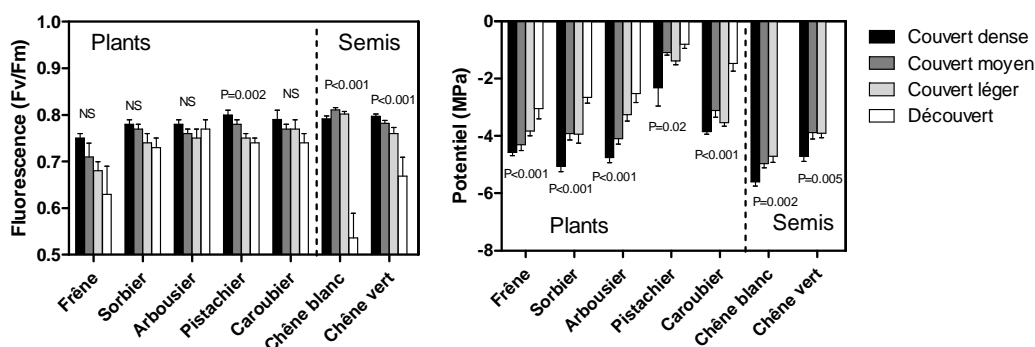 Fluorescence (Fv/Fm)
1.0
0.9
0.8
0.7
0.6
0.5
Plants
Semis
NS
NS
NS
P=0.002
NS
P<0.001
P<0.001
Frêne
Sorbier
Arbousier
Pistachier
Caroubier
Chêne blanc
Chêne vert
Potentiel (MPa)
0
-2
-4
-6
-8
P<0.001
P<0.001
P<0.001
P=0.02
P<0.001
P=0.002
P=0.005
Plants
Semis
Frêne
Sorbier
Arbousier
Pistachier
Caroubier
Chêne blanc
Chêne vert
Couvert dense
Couvert moyen
Couvert léger
Découvert